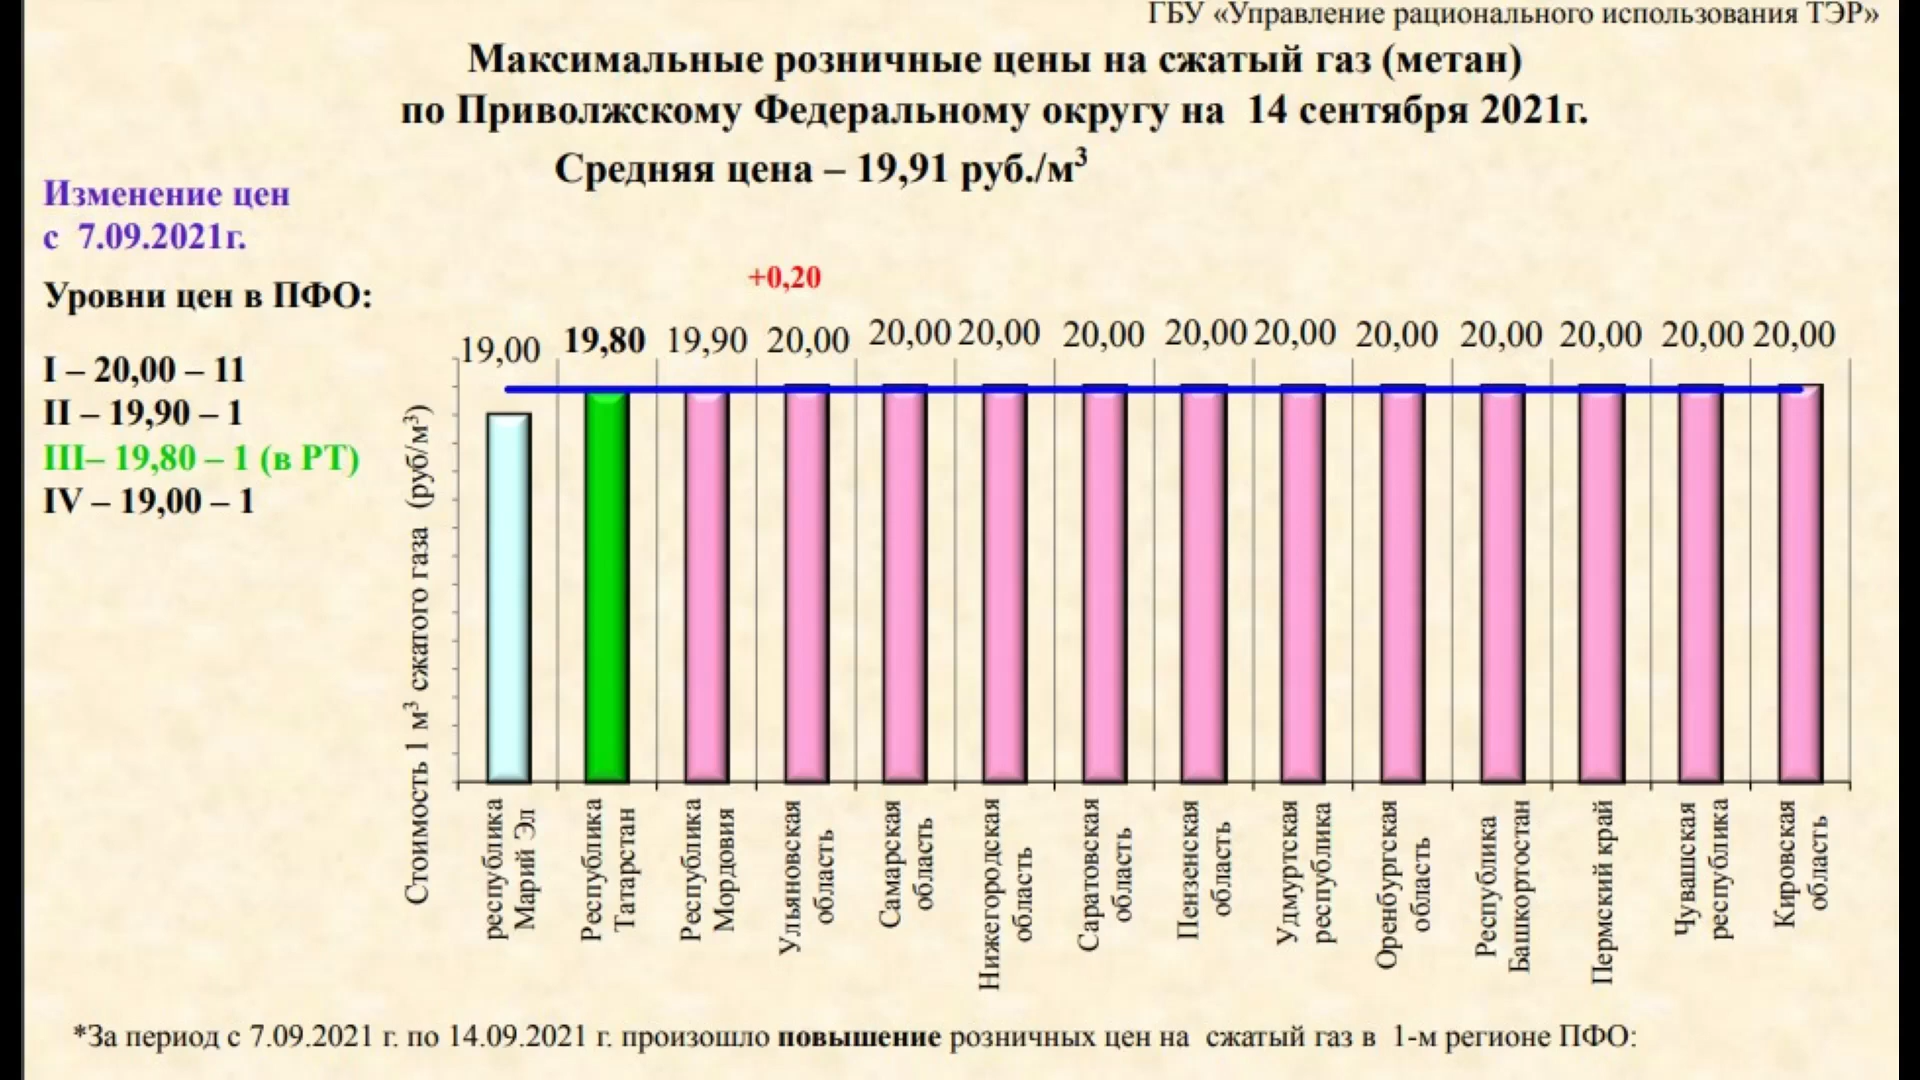 ГБУ «Управление рационального использования ТЭР»
Максимальные розничные цены на сжатый газ (метан)
по Приволжскому Федеральному округу на 14 сентября 2021г.
Средняя цена – 19,91 руб./м³
Изменение цен
с 7.09.2021г.
Уровни цен в ПФО:
I – 20,00 – 11
II – 19,90 – 1
III– 19,80 – 1 (в РТ)
IV – 19,00 – 1
+0,20
19,00 19,80 19,90 20,00 20,00 20,00 20,00 20,00 20,00 20,00 20,00 20,00 20,00 20,00
Стоимость 1 м³ сжатого газа (руб/м³)
республика
Марий Эл
Республика
Татарстан
Республика
Мордовия
Ульяновская
область
Самарская
область
Нижегородская
область
Саратовская
область
Пензенская
область
Удмуртская
республика
Оренбургская
область
Республика
Башкортостан
Пермский край
Чувашская
республика
Кировская
область
*За период с 7.09.2021 г. по 14.09.2021 г. произошло повышение розничных цен на сжатый газ в 1-м регионе ПФО: